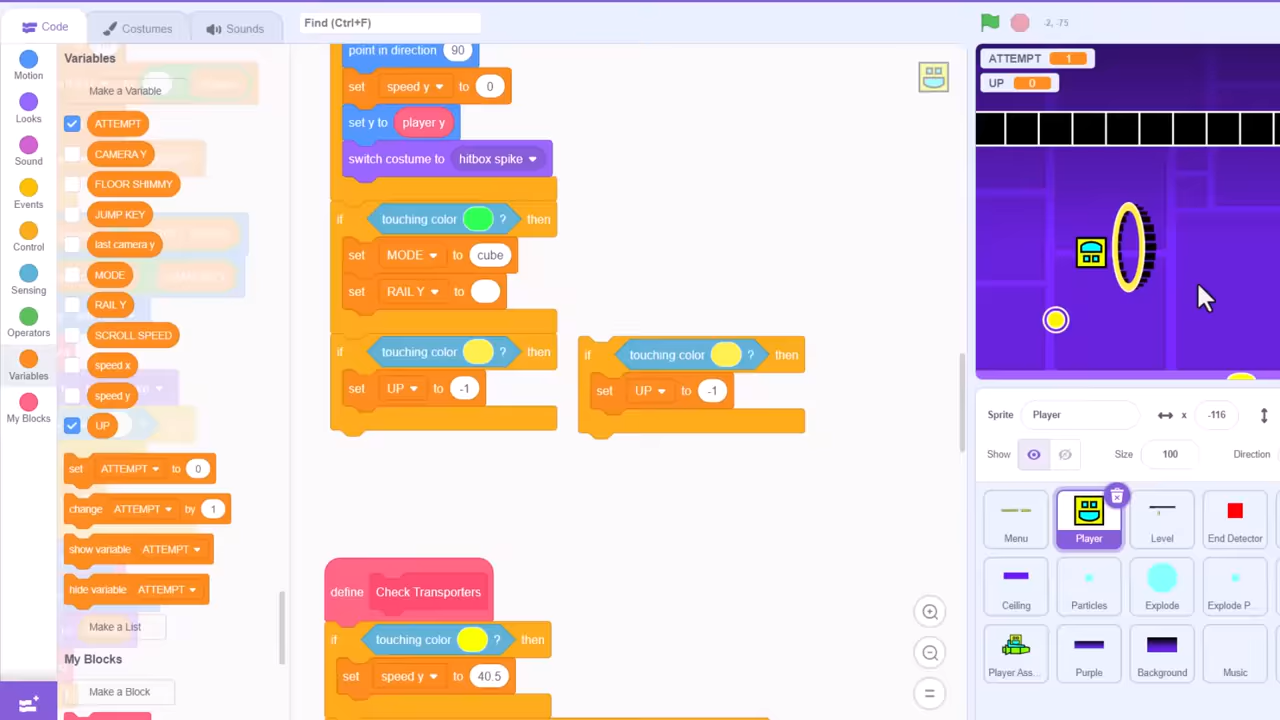 Code
Costumes
Sounds
Find (Ctrl+F)
-2, -75
Motion
Looks
Sound
Events
Control
Sensing
Operators
Variables
My Blocks
Variables
Make a Variable
ATTEMPT
CAMERA Y
FLOOR SHIMMY
JUMP KEY
last camera y
MODE
RAIL Y
SCROLL SPEED
speed x
speed y
UP
set ATTEMPT to 0
change ATTEMPT by 1
show variable ATTEMPT
hide variable ATTEMPT
Make a List
My Blocks
Make a Block
point in direction 90
set speed y to 0
set y to player y
switch costume to hitbox spike
if touching color ? then
set MODE to cube
set RAIL Y to
if touching color ? then
set UP to -1
if touching color ? then
set UP to -1
define Check Transporters
if touching color ? then
set speed y to 40.5
ATTEMPT 1
UP 0
Sprite Player x -116
Show Size 100 Direction
Menu
Player
Level
End Detector
Ceiling
Particles
Explode
Explode P...
Player Ass...
Purple
Background
Music